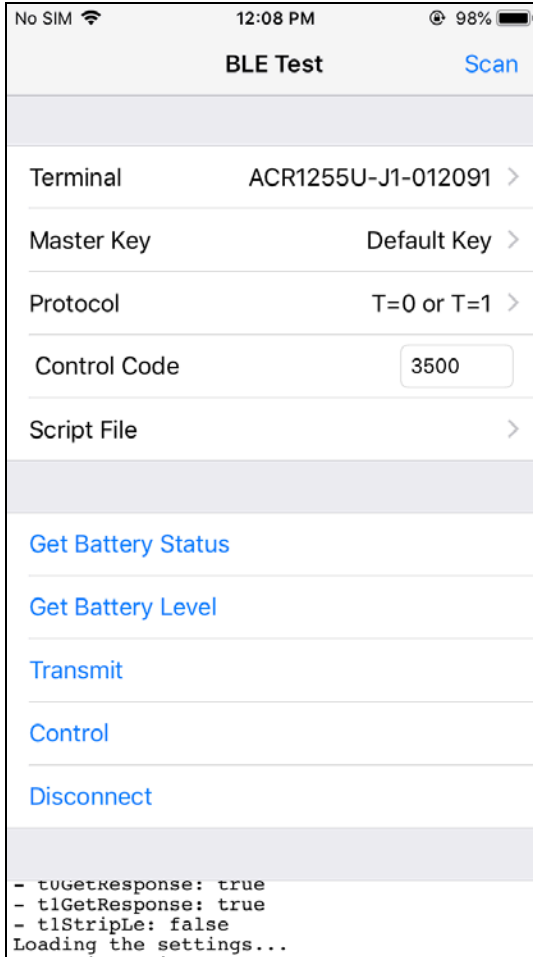 No SIM 12:08 PM 98%
BLE Test Scan
Terminal ACR1255U-J1-012091
Master Key Default Key
Protocol T=0 or T=1
Control Code 3500
Script File
Get Battery Status
Get Battery Level
Transmit
Control
Disconnect
- t0GetResponse: true
- t1GetResponse: true
- t1StripLe: false
Loading the settings...